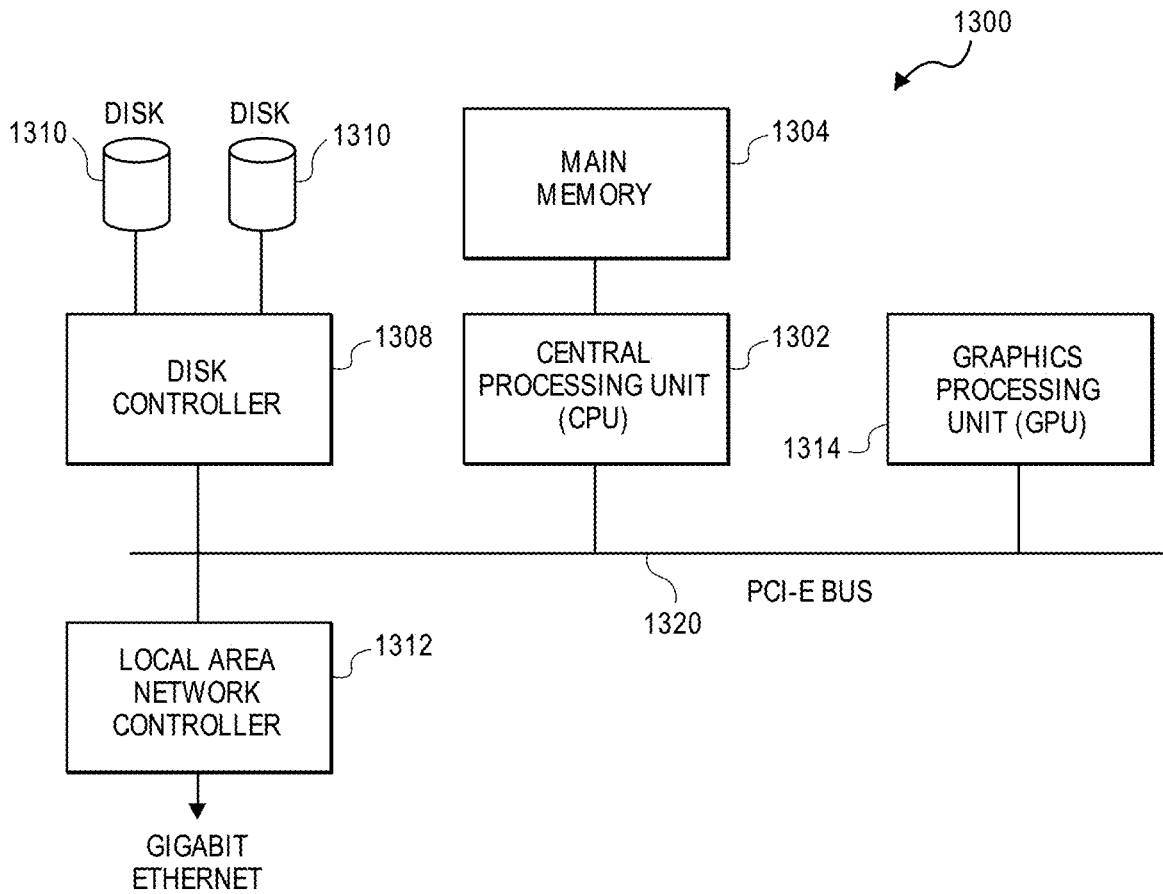 1300
DISK
DISK
1310
1310
MAIN
MEMORY
1304
DISK
CONTROLLER
1308
CENTRAL
PROCESSING UNIT
(CPU)
1302
GRAPHICS
PROCESSING
UNIT (GPU)
1314
PCI-E BUS
1320
LOCAL AREA
NETWORK
CONTROLLER
1312
GIGABIT
ETHERNET